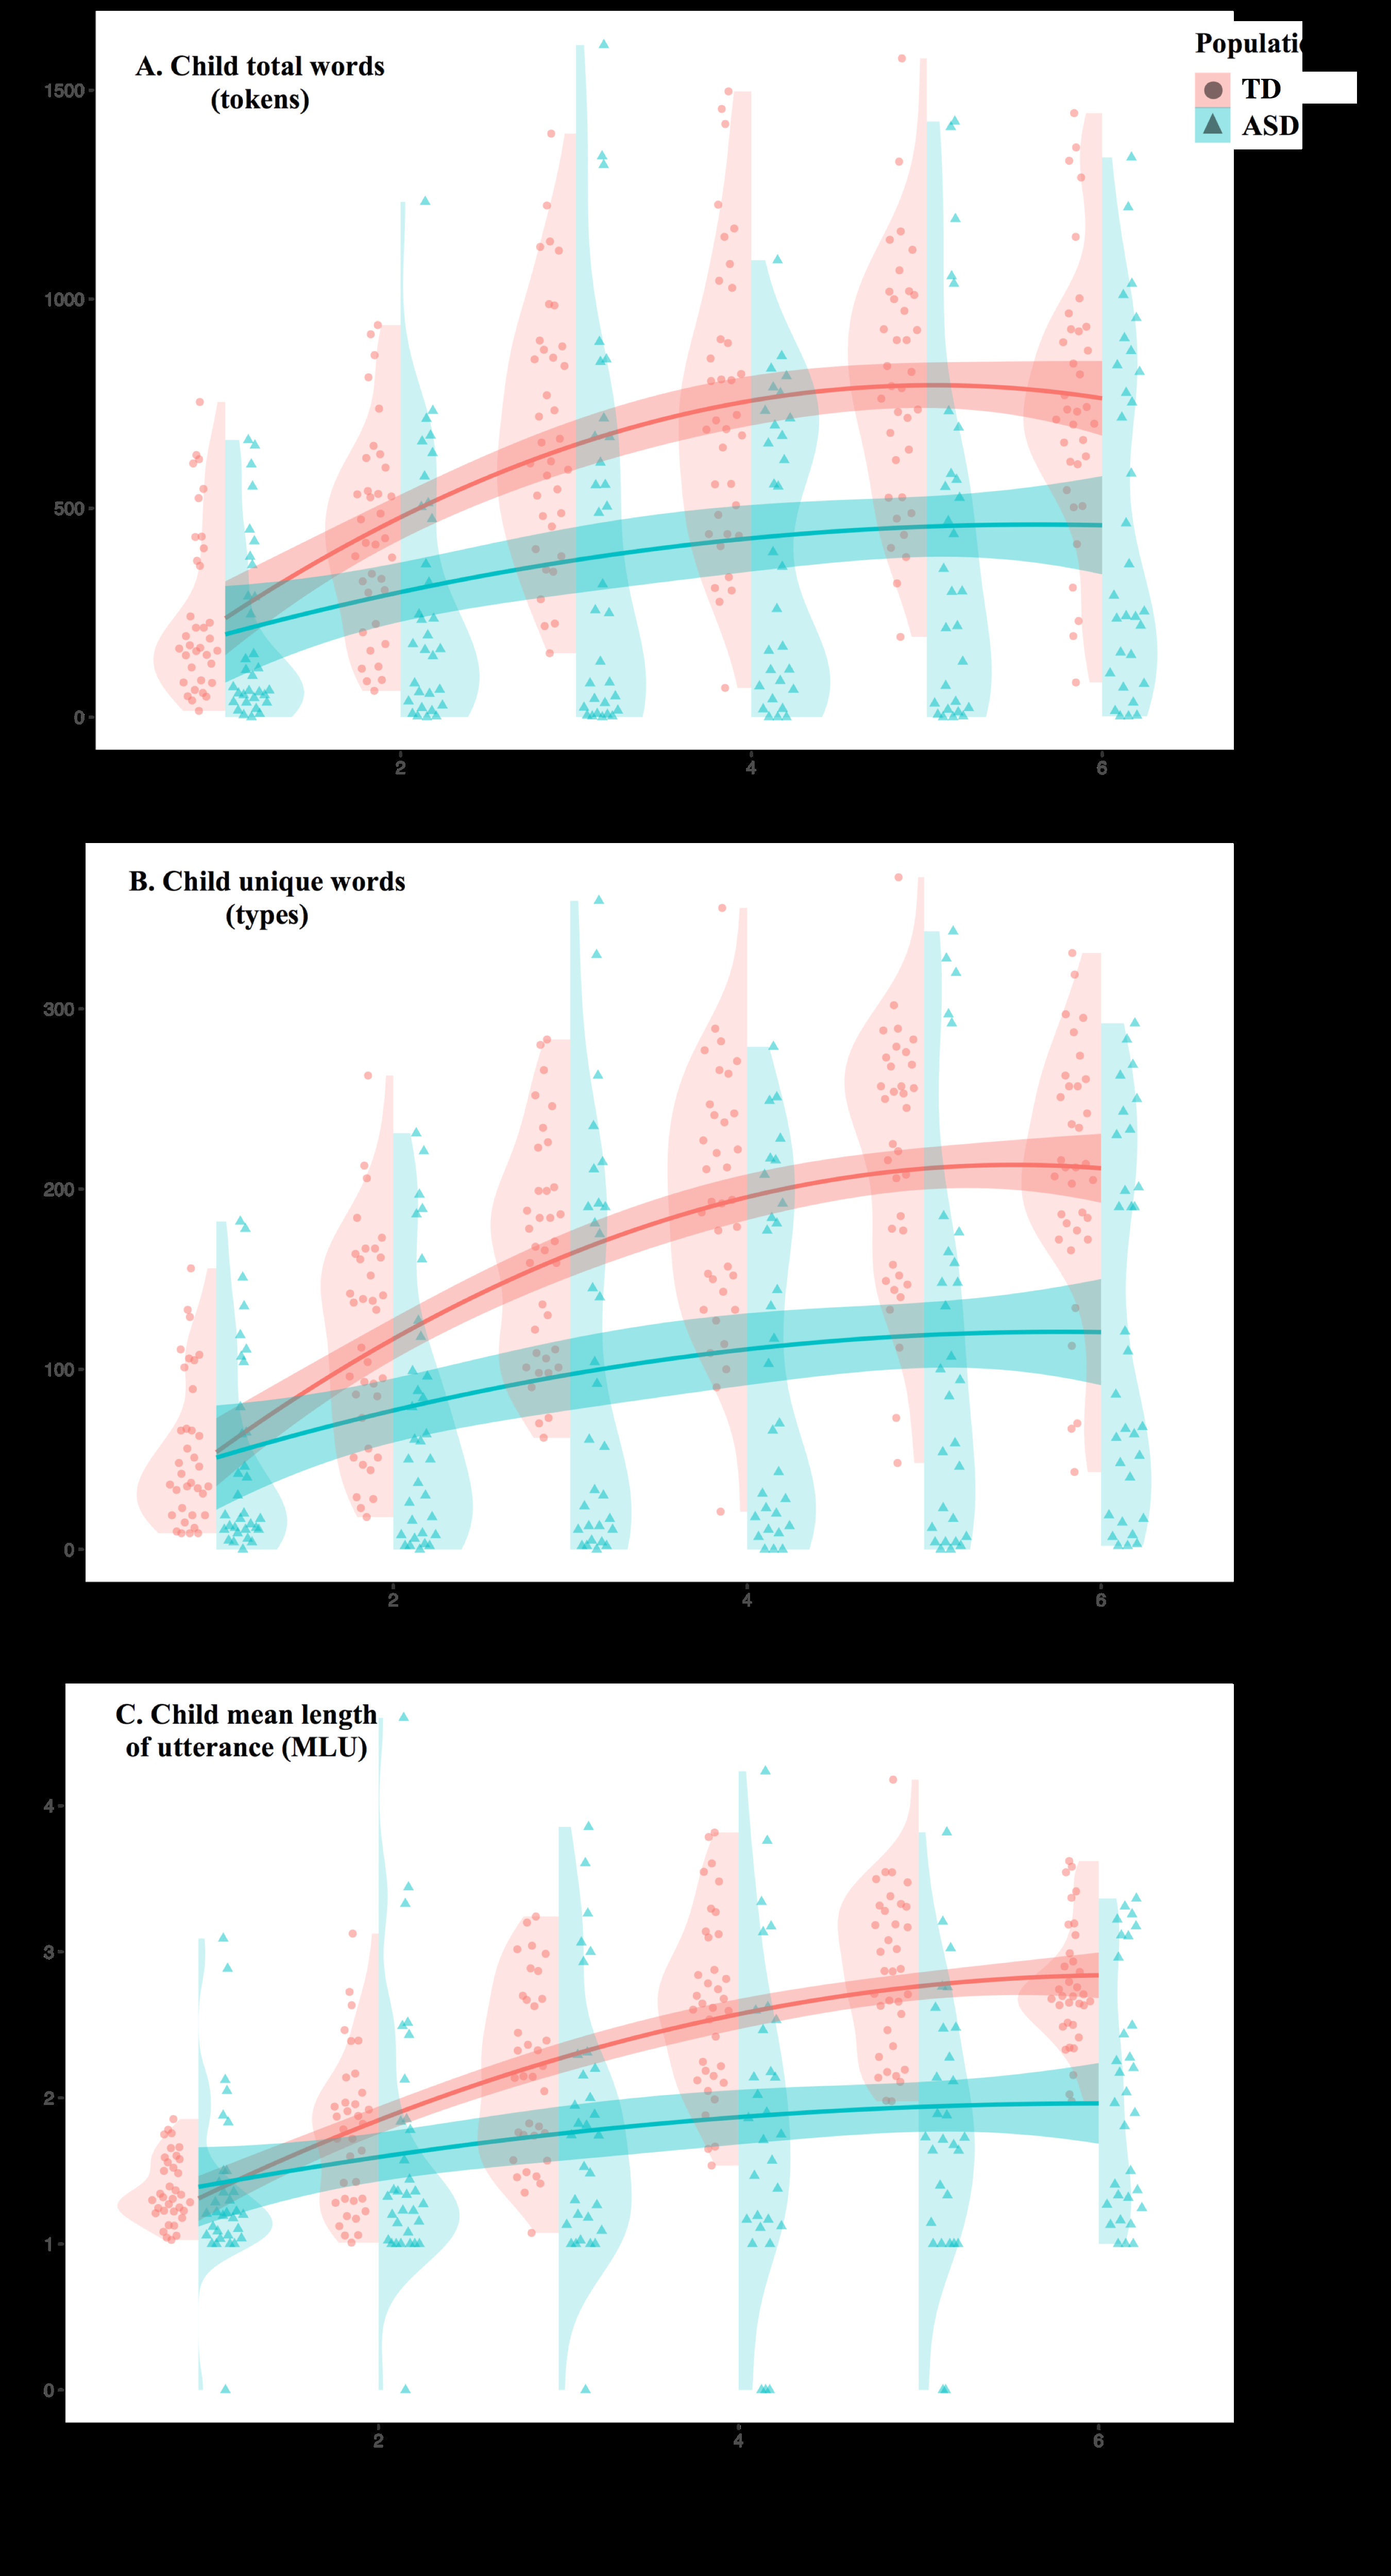 A. Child total words
(tokens)
Populatio
TD
ASD
1500
1000
500
0
2 4 6
B. Child unique words
(types)
300
200
100
0
2 4 6
C. Child mean length
of utterance (MLU)
4
3
2
1
0
2 4 6